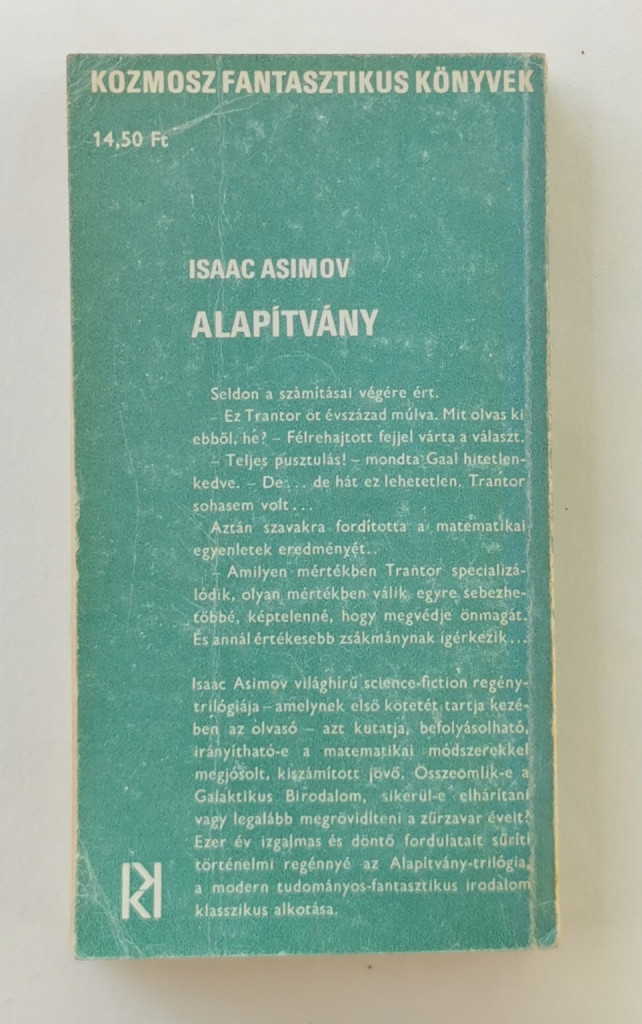 KOZMOSZ FANTASZTIKUS KÖNYVEK
14,50 Ft
ISAAC ASIMOV
ALAPÍTVÁNY
Seldon a számításai végére ért.
– Ez Trantor öt évszázad múlva. Mit olvas ki
ebből, he? – Félrehajtott fejjel várta a választ.
– Teljes pusztulás! – mondta Gaal hitetlen-
kedve. – De... de hát ez lehetetlen. Trantor
sohasem volt...
Aztán szavakra fordította a matematikai
egyenletek eredményét..
– Amilyen mértékben Trantor specializá-
lódik, olyan mértékben válik egyre sebezhe-
tőbbé, képtelenné, hogy megvédje önmagát.
És annál értékesebb zsákmánynak ígérkezik...
Isaac Asimov világhírű science-fiction regény-
trilógiája – amelynek első kötetét tartja kezé-
ben az olvasó – azt kutatja, befolyásolható,
irányítható-e a matematikai módszerekkel
megjósolt, kiszámított jövő. Összeomlik-e a
Galaktikus Birodalom, sikerül-e elhárítani
vagy legalább megrövidíteni a zűrzavar éveit?
Ezer év izgalmas és döntő fordulatait sűríti
történelmi regénnyé az Alapítvány-trilógia,
a modern tudományos-fantasztikus irodalom
klasszikus alkotása.